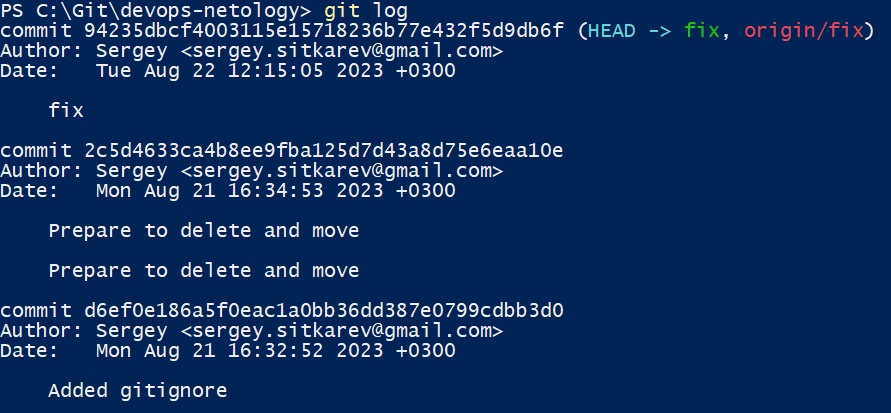 PS C:\Git\devops-netology> git log
commit 94235dbcf4003115e15718236b77e432f5d9db6f (HEAD -> fix, origin/fix)
Author: Sergey <sergey.sitkarev@gmail.com>
Date:   Tue Aug 22 12:15:05 2023 +0300
    fix
commit 2c5d4633ca4b8ee9fba125d7d43a8d75e6eaa10e
Author: Sergey <sergey.sitkarev@gmail.com>
Date:   Mon Aug 21 16:34:53 2023 +0300
    Prepare to delete and move
    Prepare to delete and move
commit d6ef0e186a5f0eac1a0bb36dd387e0799cdbb3d0
Author: Sergey <sergey.sitkarev@gmail.com>
Date:   Mon Aug 21 16:32:52 2023 +0300
    Added gitignore